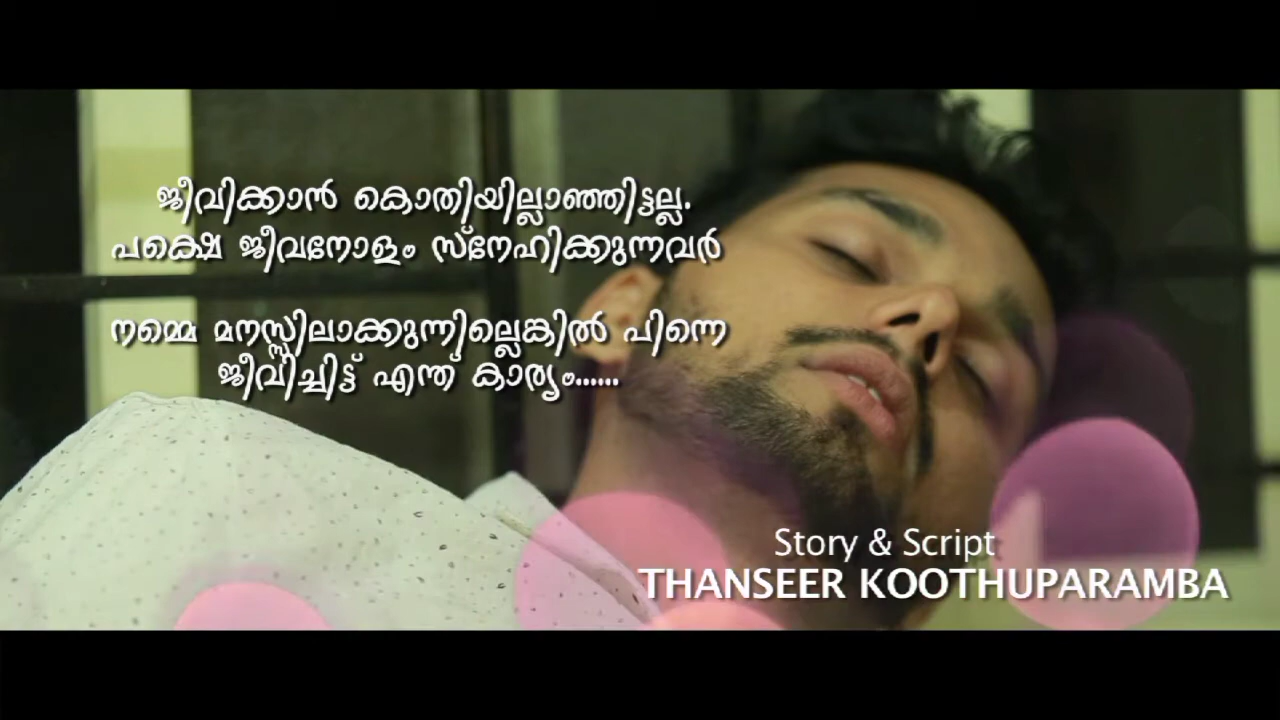 ജീവിക്കാൻ കൊതിയില്ലാഞ്ഞിട്ടല്ല.
പക്ഷെ ജീവനോളം സ്നേഹിക്കുന്നവർ
നമ്മെ മനസ്സിലാക്കുന്നില്ലെങ്കിൽ പിന്നെ
ജീവിച്ചിട്ട് എന്ത് കാര്യം......
Story & Script
THANSEER KOOTHUPARAMBA